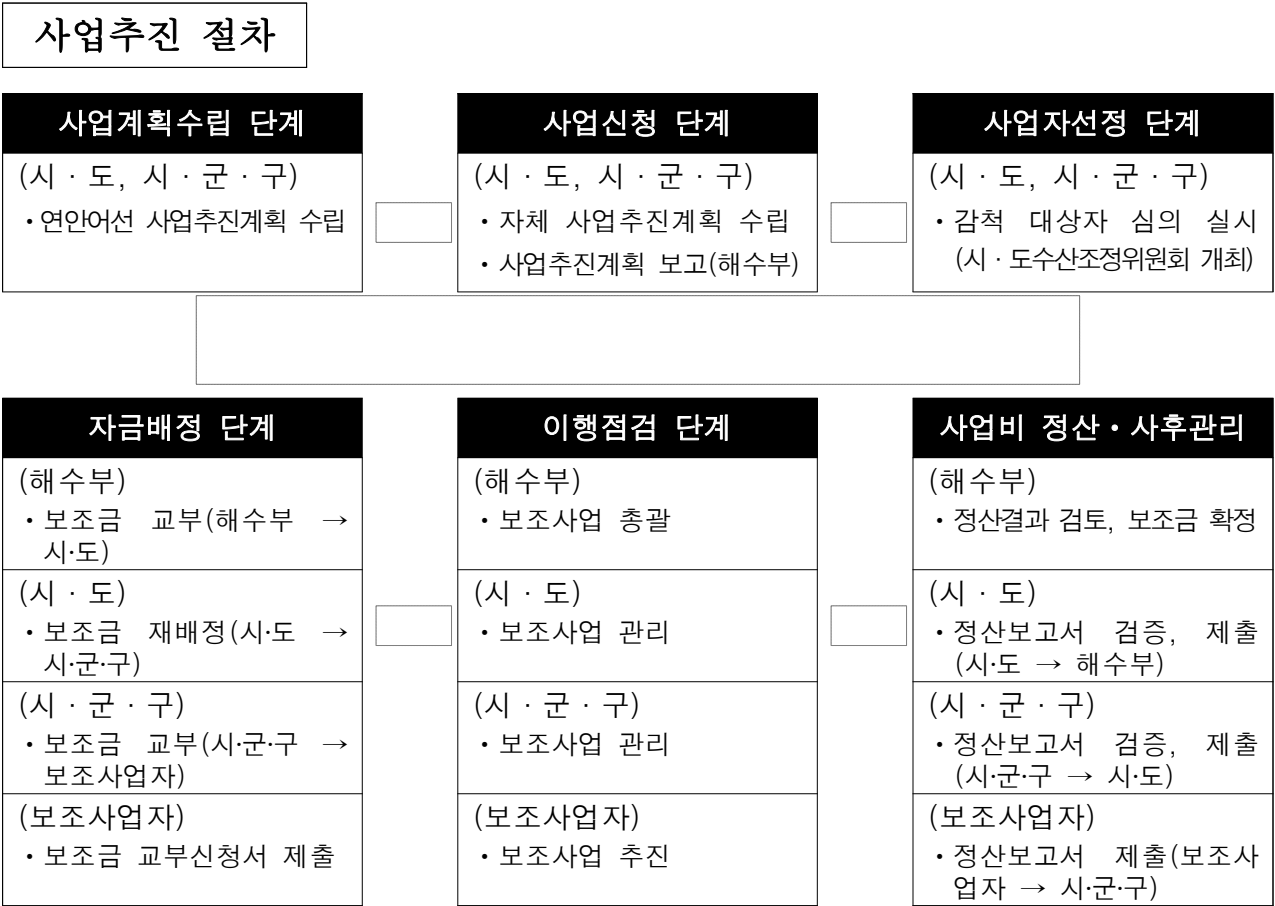 사업추진 절차
사업계획수립 단계
(시 · 도, 시 · 군 · 구)
• 연안어선 사업추진계획 수립
사업신청 단계
(시 · 도, 시 · 군 · 구)
• 자체 사업추진계획 수립
• 사업추진계획 보고(해수부)
사업자선정 단계
(시 · 도, 시 · 군 · 구)
• 감척 대상자 심의 실시
(시 · 도수산조정위원회 개최)
자금배정 단계
(해수부)
• 보조금 교부(해수부 →
시·도)
(시 · 도)
• 보조금 재배정(시·도 →
시·군·구)
(시 · 군 · 구)
• 보조금 교부(시·군·구 →
보조사업자)
(보조사업자)
• 보조금 교부신청서 제출
이행점검 단계
(해수부)
• 보조사업 총괄
(시 · 도)
• 보조사업 관리
(시 · 군 · 구)
• 보조사업 관리
(보조사업자)
• 보조사업 추진
사업비 정산 • 사후관리
(해수부)
• 정산결과 검토, 보조금 확정
(시 · 도)
• 정산보고서 검증, 제출
(시·도 → 해수부)
(시 · 군 · 구)
• 정산보고서 검증, 제출
(시·군·구 → 시·도)
(보조사업자)
• 정산보고서 제출(보조사
업자 → 시·군·구)